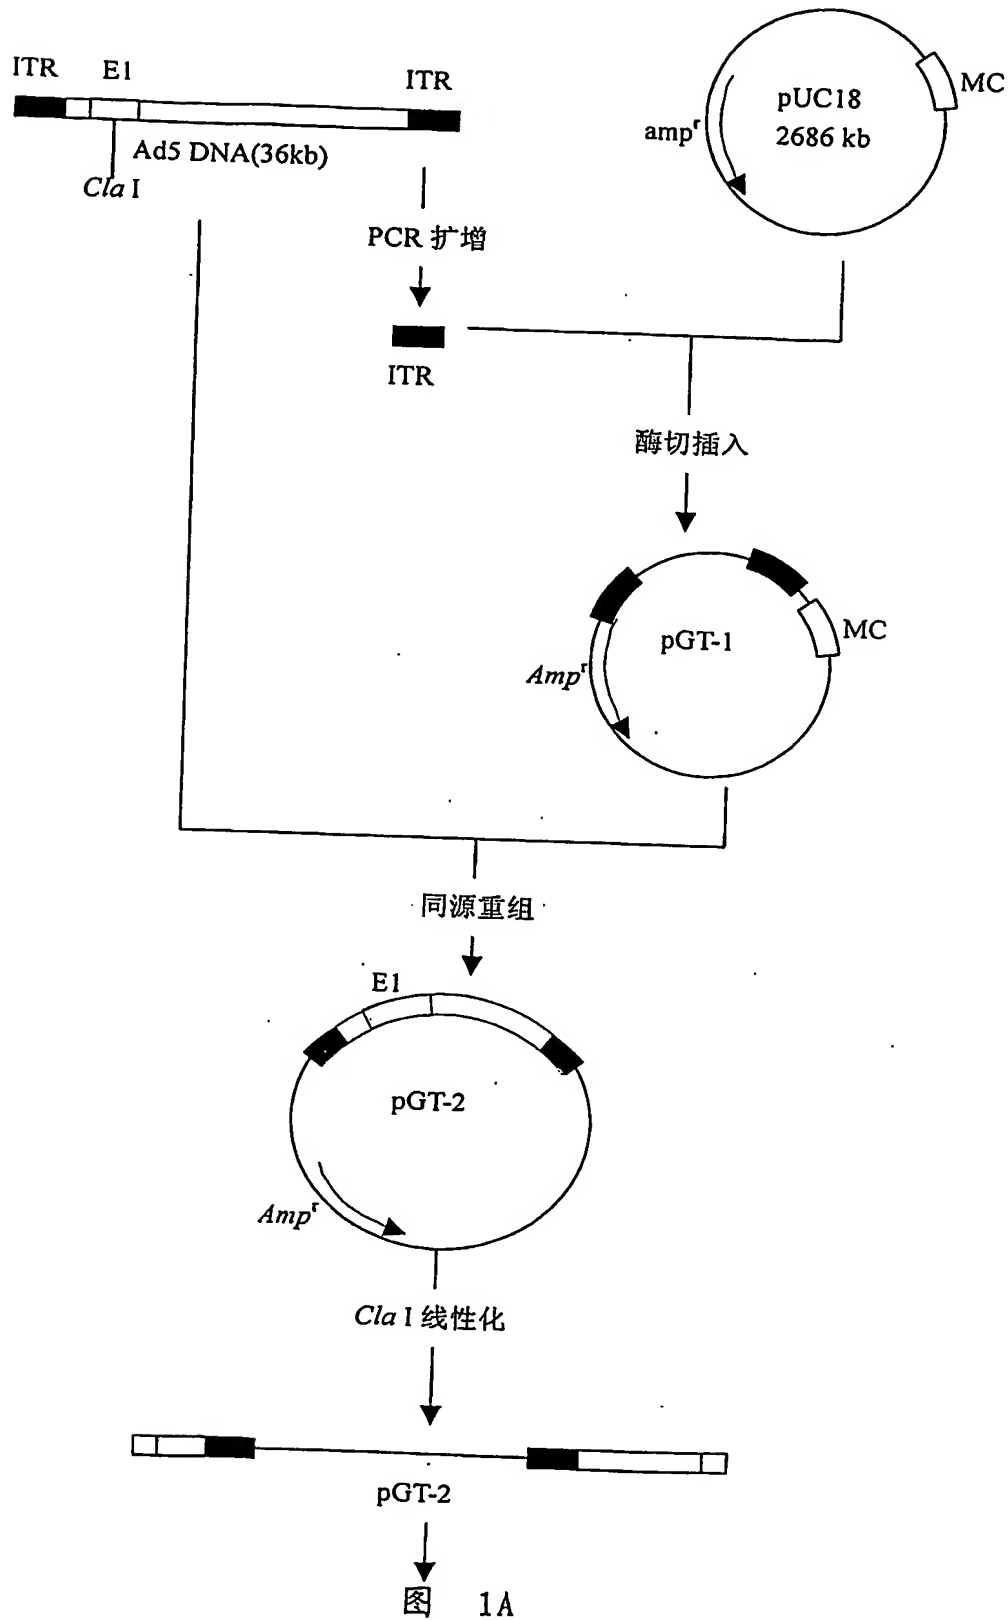 ITR E1 ITR
Ad5 DNA(36kb)
Cla I
pUC18
2686 kb
MC
ampʳ
PCR 扩增
ITR
酶切插入
pGT-1
MC
Ampʳ
同源重组
E1
pGT-2
Ampʳ
Cla I 线性化
pGT-2
图 1A